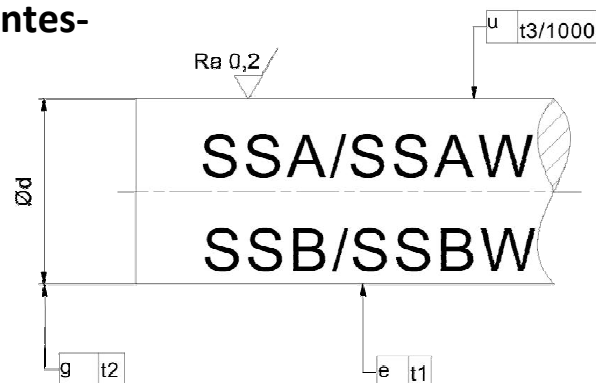 ntes-
u t3/1000
Ra 0,2
SSA/SSAW
Ød
SSB/SSBW
g t2
e t1